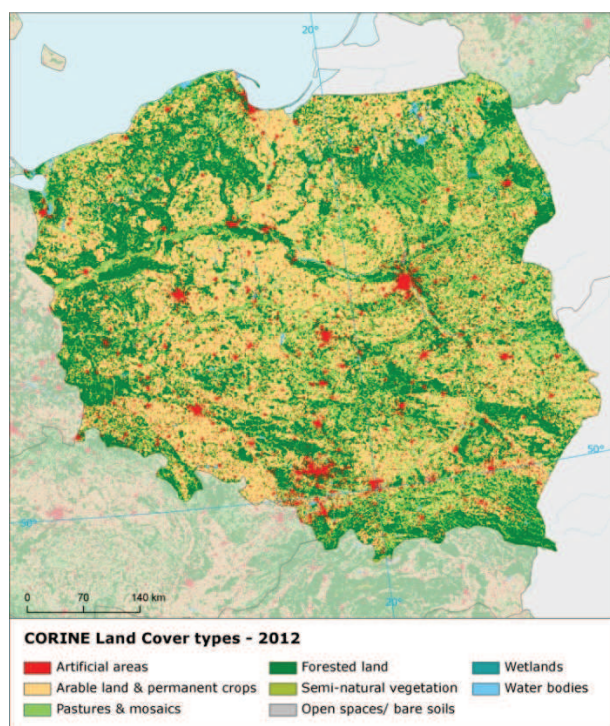 20°
50°
50°
20°
0 70 140 km
CORINE Land Cover types - 2012
Artificial areas Forested land Wetlands
Arable land & permanent crops Semi-natural vegetation Water bodies
Pastures & mosaics Open spaces/ bare soils